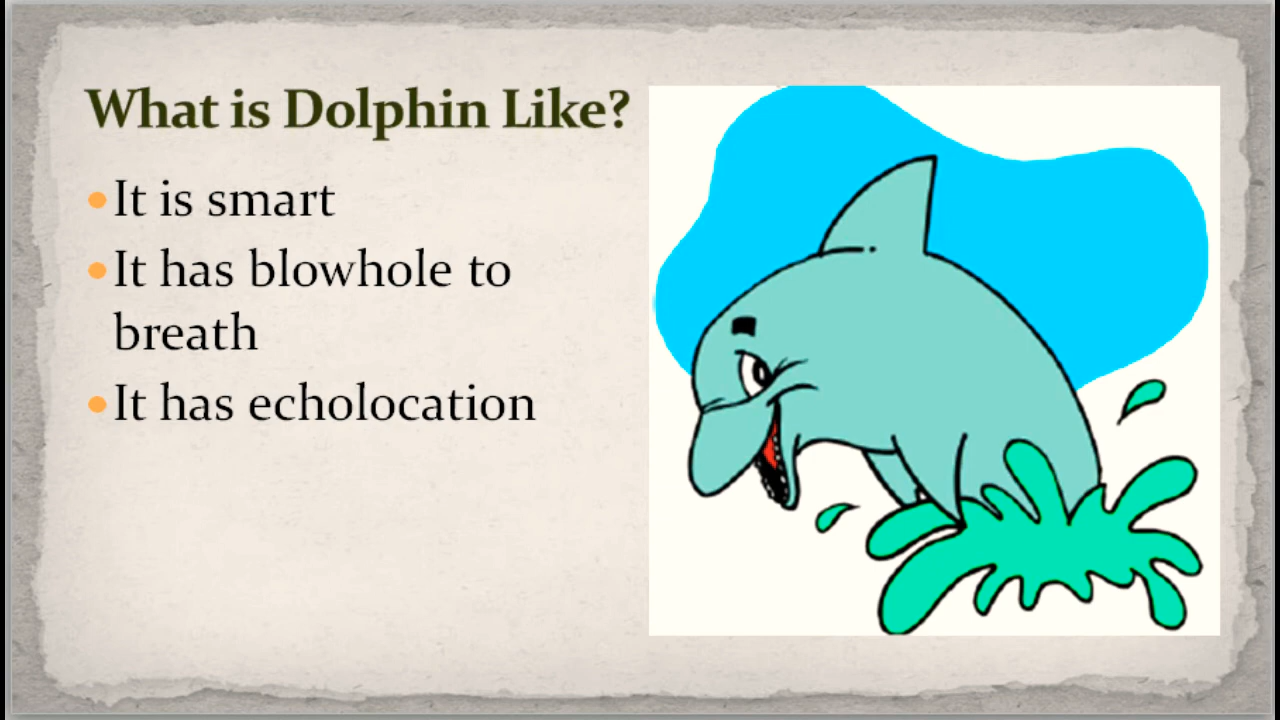 What is Dolphin Like?
•It is smart
•It has blowhole to
breath
•It has echolocation